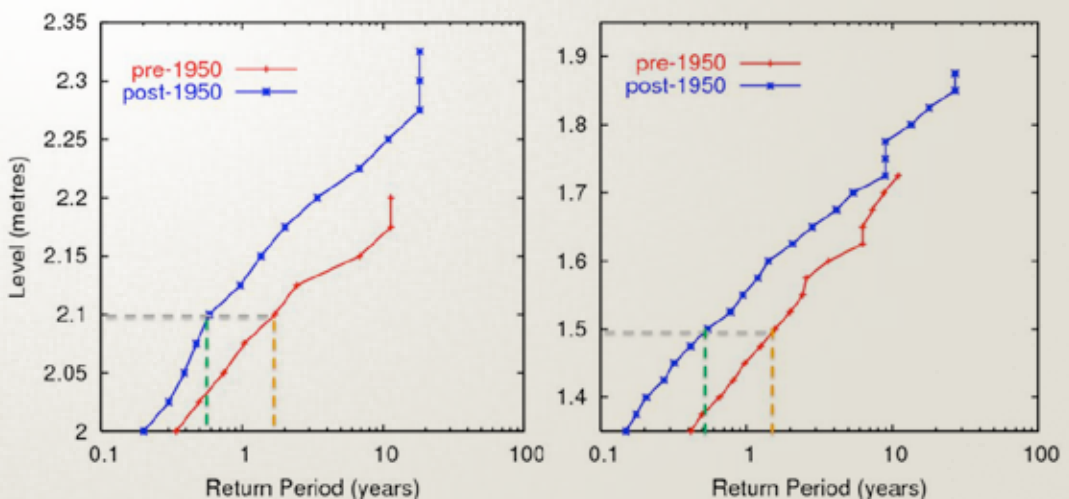 2.35
2.3
2.25
2.2
2.15
2.1
2.05
2
Level (metres)
pre-1950
post-1950
0.1 1 10 100
Return Period (years)
1.9
1.8
1.7
1.6
1.5
1.4
pre-1950
post-1950
0.1 1 10 100
Return Period (years)